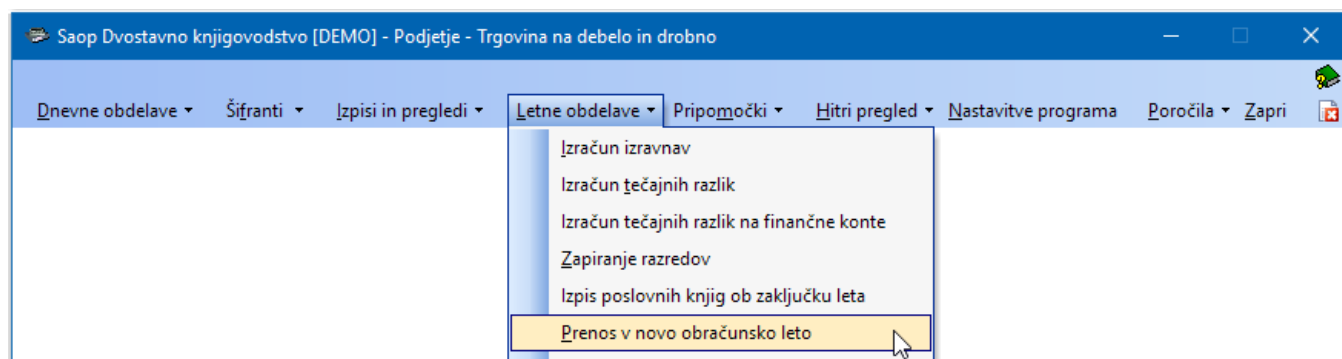 Saop Dvostavno knjigovodstvo [DEMO] - Podjetje - Trgovina na debelo in drobno
Dnevne obdelave Šifranti Izpisi in pregledi Letne obdelave Pripomočki Hitri pregled Nastavitve programa Poročila Zapri
Izračun izravnav
Izračun tečajnih razlik
Izračun tečajnih razlik na finančne konte
Zapiranje razredov
Izpis poslovnih knjig ob zaključku leta
Prenos v novo obračunsko leto